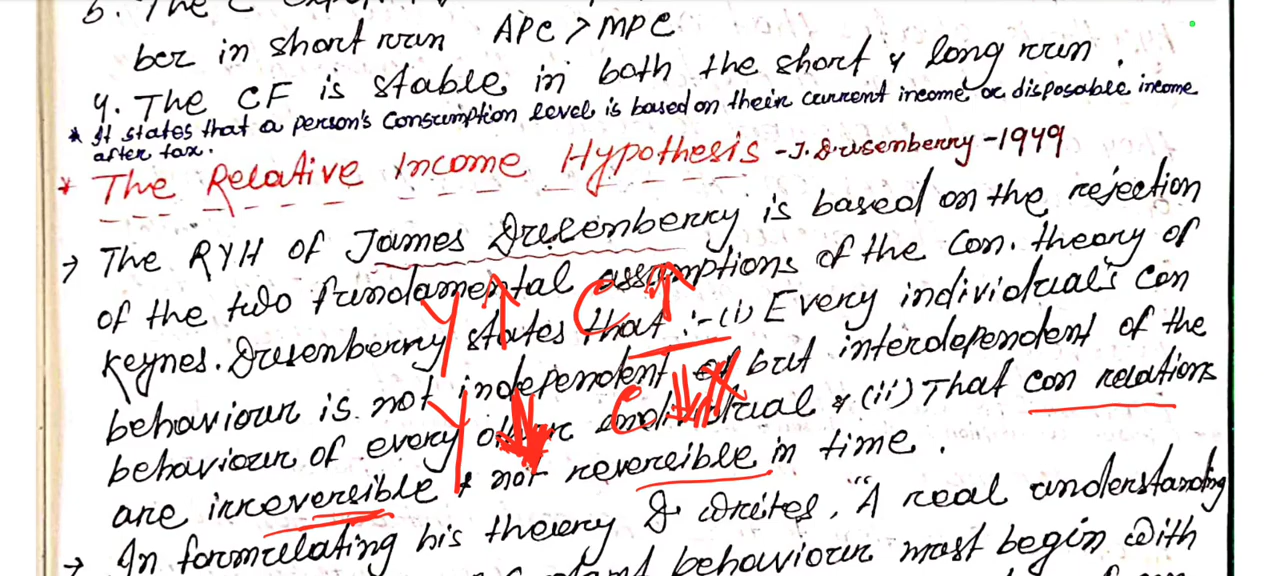 ber in short run APC > MPC
4. The CF is stable in both the short & long run.
* It states that a person's consumption level is based on their current income or disposable income
after tax.
* The Relative Income Hypothesis - J. Dusenberry - 1949
→ The RYH of James Dusenberry is based on the rejection
of the two fundamental assumptions of the Con. theory of
Keynes. Dusenberry states that :- (i) Every individual's con
behaviour is not independent of but interdependent of the
behaviour of every other individual & (ii) That con relations
are irreversible & not reversible in time.
→ In formulating his theory D writes, "A real understanding
behaviour must begin with
Y ↑ C ↑
Y ↓ C ↓ X